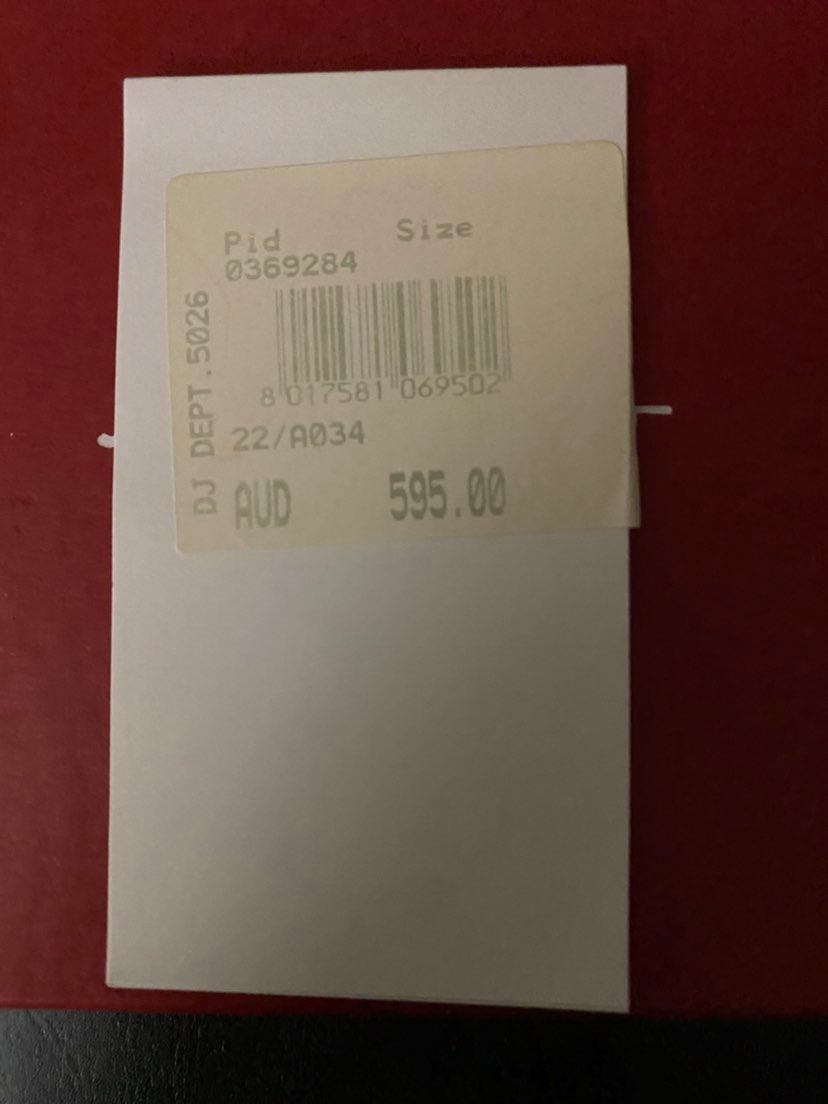 Pid Size
0369284
8 017581 069502
22/A034
AUD 595.00
DJ DEPT.5026